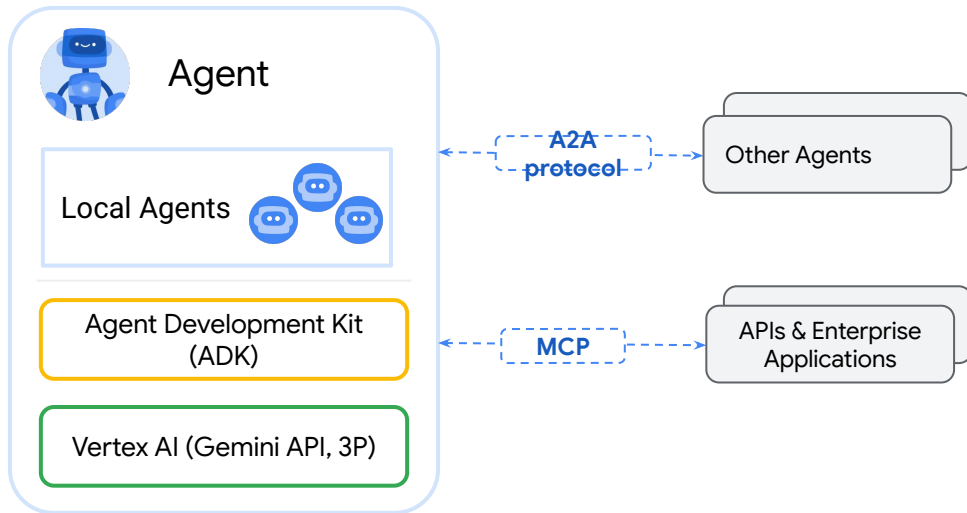 Agent
A2A
protocol
Other Agents
Local Agents
Agent Development Kit
(ADK)
MCP
APIs & Enterprise
Applications
Vertex AI (Gemini API, 3P)